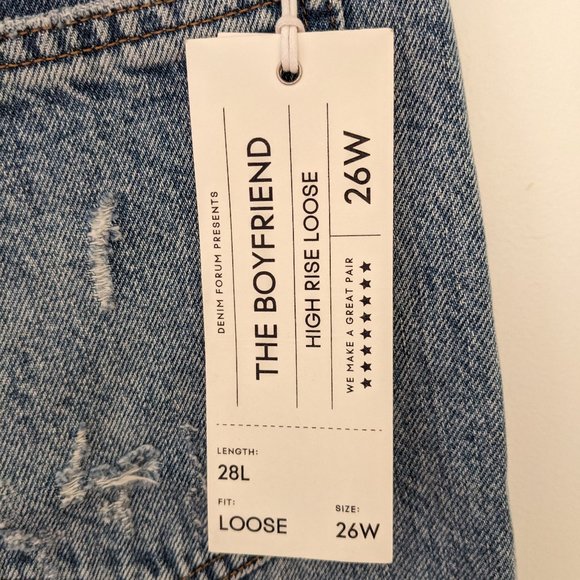 DENIM FORUM PRESENTS
THE BOYFRIEND
HIGH RISE LOOSE
26W
WE MAKE A GREAT PAIR
LENGTH:
28L
FIT:
LOOSE
SIZE:
26W